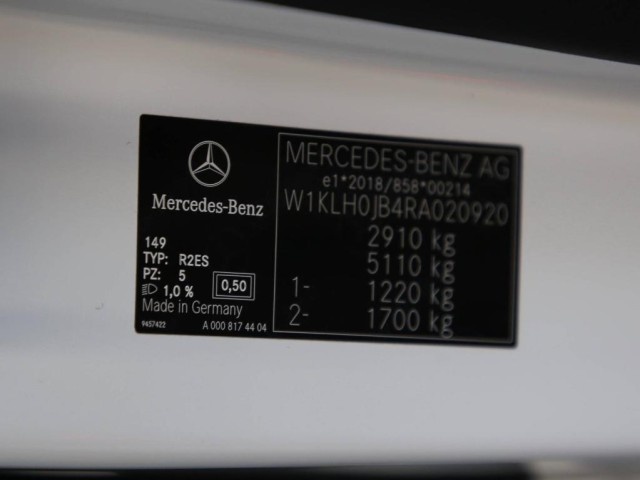 Mercedes-Benz
149
TYP: R2ES
PZ: 5
1,0 % 0,50
Made in Germany
9457422 A 000 817 44 04
MERCEDES-BENZ AG
e1*2018/858*00214
W1KLH0JB4RA020920
2910 kg
5110 kg
1- 1220 kg
2- 1700 kg